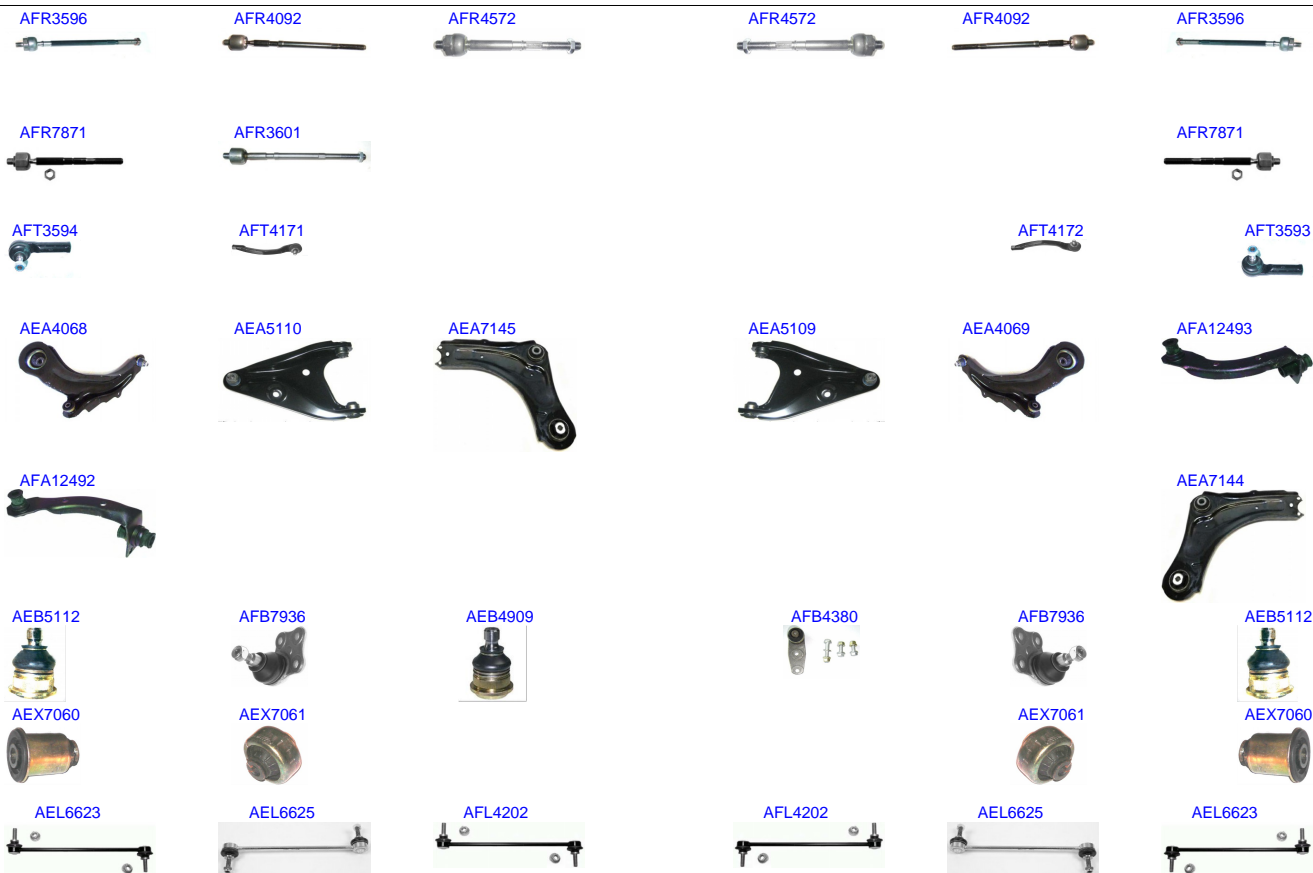 AFR3596 AFR4092 AFR4572 AFR4572 AFR4092 AFR3596
AFR7871 AFR3601 AFR7871
AFT3594 AFT4171 AFT4172 AFT3593
AEA4068 AEA5110 AEA7145 AEA5109 AEA4069 AFA12493
AFA12492 AEA7144
AEB5112 AFB7936 AEB4909 AFB4380 AFB7936 AEB5112
AEX7060 AEX7061 AEX7061 AEX7060
AEL6623 AEL6625 AFL4202 AFL4202 AEL6625 AEL6623